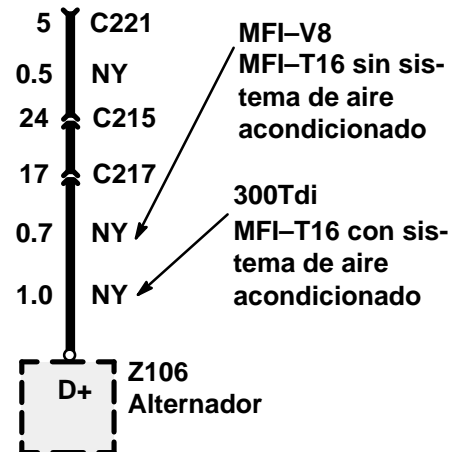 5 C221
0.5 NY
24 C215
17 C217
0.7 NY
1.0 NY
MFI–V8
MFI–T16 sin sis-
tema de aire
acondicionado
300Tdi
MFI–T16 con sis-
tema de aire
acondicionado
D+
Z106
Alternador